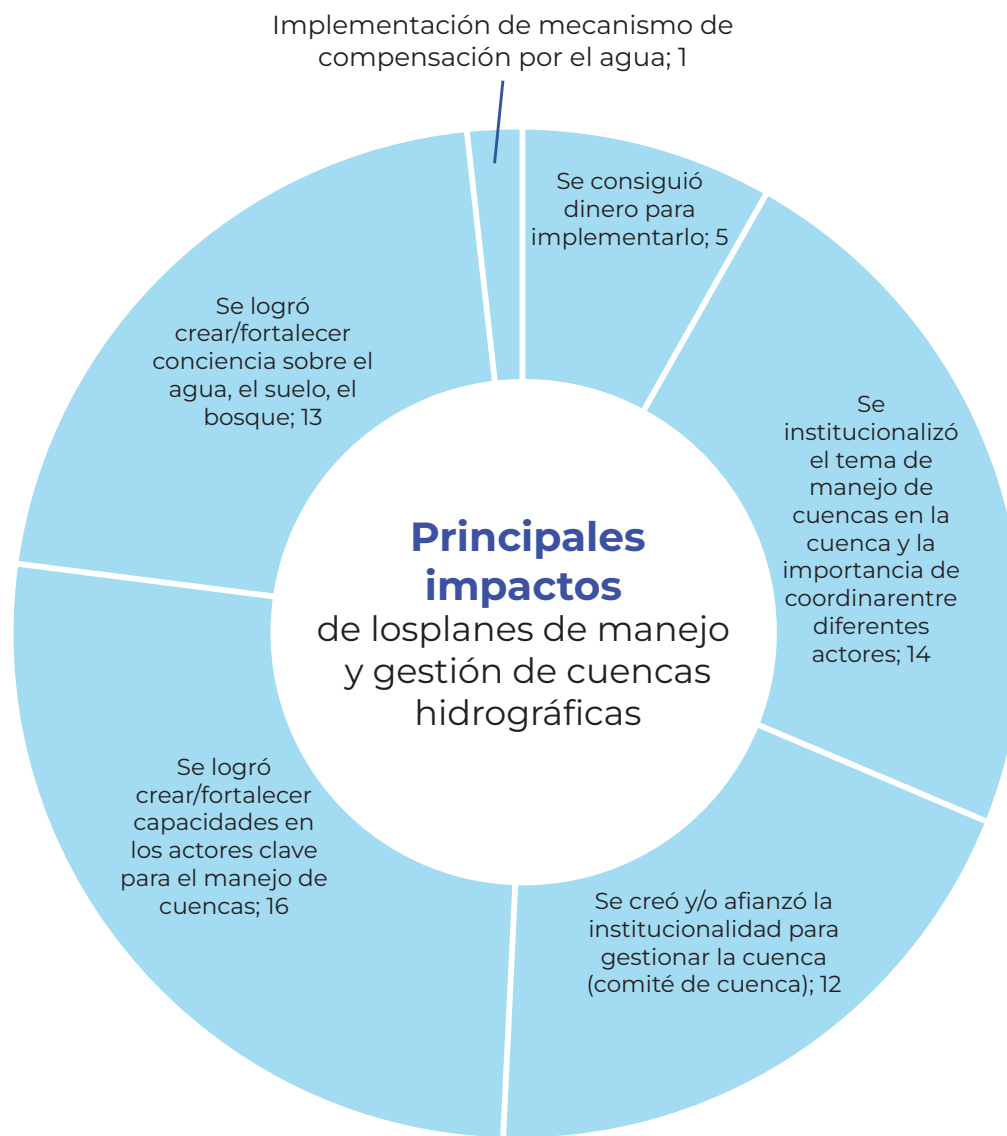 Implementación de mecanismo de
compensación por el agua; 1
Se consiguió
dinero para
implementarlo; 5
Se
institucionalizó
el tema de
manejo de
cuencas en la
cuenca y la
importancia de
coordinarentre
diferentes
actores; 14
Se creó y/o afianzó la
institucionalidad para
gestionar la cuenca
(comité de cuenca); 12
Se logró
crear/fortalecer
capacidades en
los actores clave
para el manejo de
cuencas; 16
Se logró
crear/fortalecer
conciencia sobre el
agua, el suelo, el
bosque; 13
Principales
impactos
de losplanes de manejo
y gestión de cuencas
hidrográficas